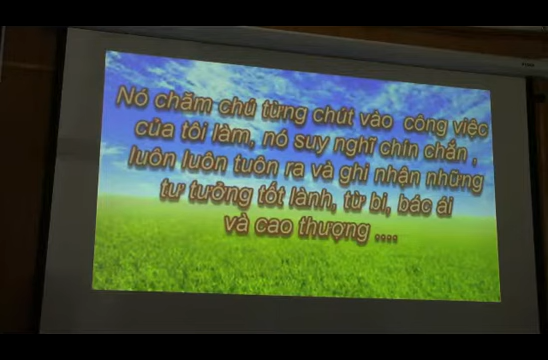 Nó chăm chú từng chút vào công việc
của tôi làm, nó suy nghĩ chín chắn ,
luôn luôn tuôn ra và ghi nhận những
tư tưởng tốt lành, từ bi, bác ái
và cao thượng ....